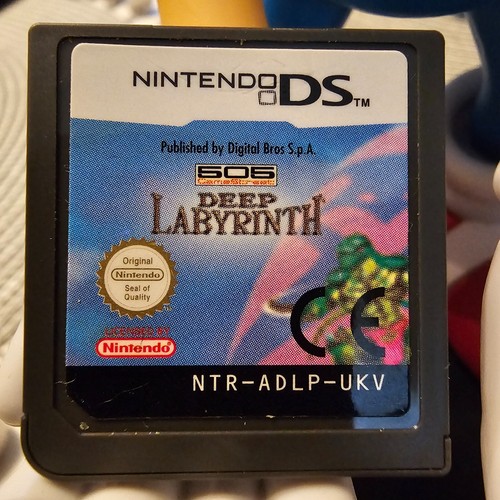 NINTENDO DS™
Published by Digital Bros S.p.A.
505
GameStreet
DEEP
LABYRINTH
Original
Nintendo
Seal of
Quality
LICENSED BY
Nintendo
CE
NTR-ADLP-UKV